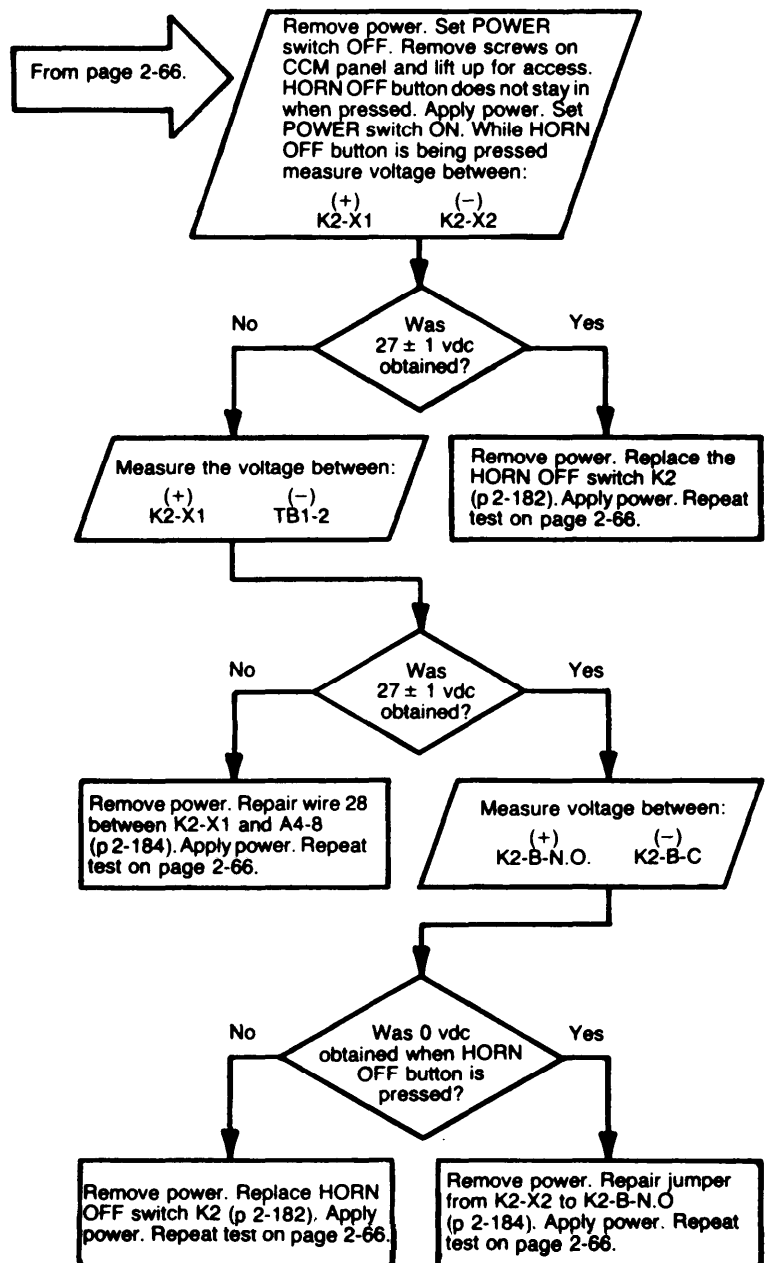 From page 2-66.
Remove power. Set POWER
switch OFF. Remove screws on
CCM panel and lift up for access.
HORN OFF button does not stay in
when pressed. Apply power. Set
POWER switch ON. While HORN
OFF button is being pressed
measure voltage between:
(+) (−)
K2-X1 K2-X2
No
Was
27 ± 1 vdc
obtained?
Yes
Measure the voltage between:
(+) (−)
K2-X1 TB1-2
Remove power. Replace the
HORN OFF switch K2
(p 2-182). Apply power. Repeat
test on page 2-66.
No
Was
27 ± 1 vdc
obtained?
Yes
Remove power. Repair wire 28
between K2-X1 and A4-8
(p 2-184). Apply power. Repeat
test on page 2-66.
Measure voltage between:
(+) (−)
K2-B-N.O. K2-B-C
No
Was 0 vdc
obtained when HORN
OFF button is
pressed?
Yes
Remove power. Replace HORN
OFF switch K2 (p 2-182). Apply
power. Repeat test on page 2-66.
Remove power. Repair jumper
from K2-X2 to K2-B-N.O
(p 2-184). Apply power. Repeat
test on page 2-66.